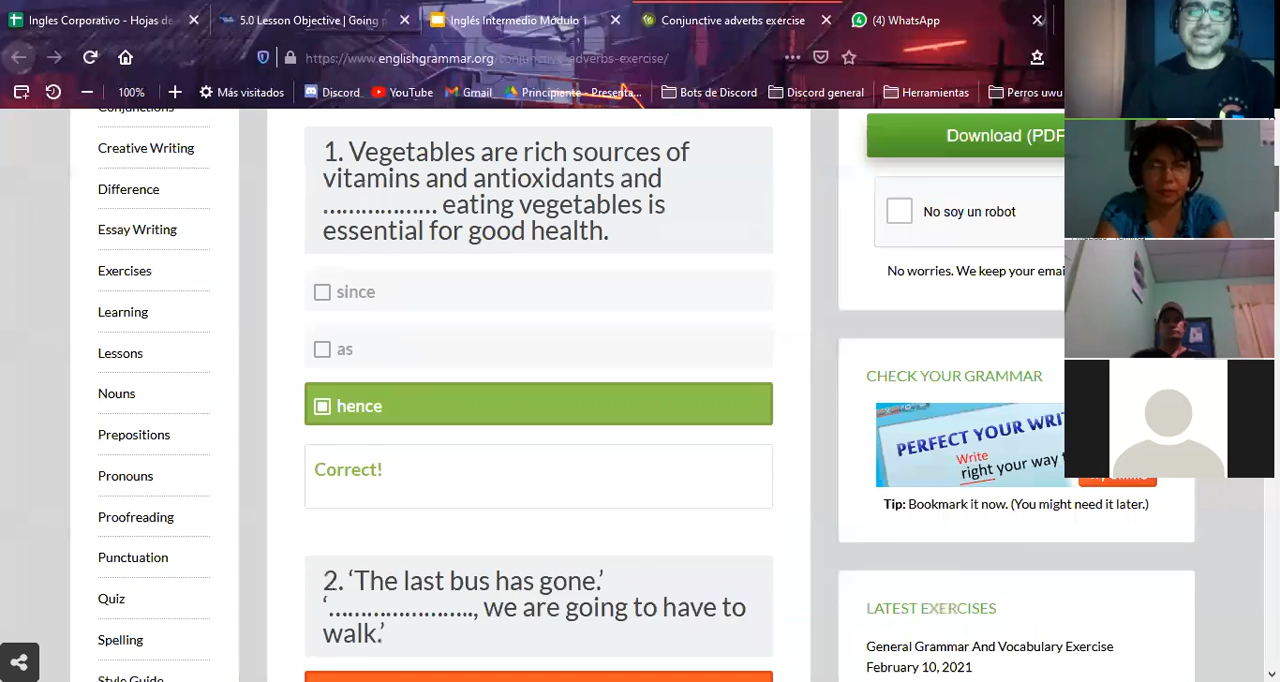 Ingles Corporativo - Hojas de
5.0 Lesson Objective | Going
Inglés Intermedio Módulo 1
Conjunctive adverbs exercise
(4) WhatsApp
https://www.englishgrammar.org/conjunctive-adverbs-exercise/
100%
Más visitados
Discord
YouTube
Gmail
Principiante - Presenta...
Bots de Discord
Discord general
Herramientas
Perros uwu
Conjunctions
Creative Writing
Difference
Essay Writing
Exercises
Learning
Lessons
Nouns
Prepositions
Pronouns
Proofreading
Punctuation
Quiz
Spelling
Style Guide
1. Vegetables are rich sources of
vitamins and antioxidants and
……………… eating vegetables is
essential for good health.
since
as
hence
Correct!
2. ‘The last bus has gone.’
‘…………………., we are going to have to
walk.’
Download (PDF
No soy un robot
No worries. We keep your emai
CHECK YOUR GRAMMAR
PERFECT YOUR WRI
Write
right your way
Tip: Bookmark it now. (You might need it later.)
LATEST EXERCISES
General Grammar And Vocabulary Exercise
February 10, 2021